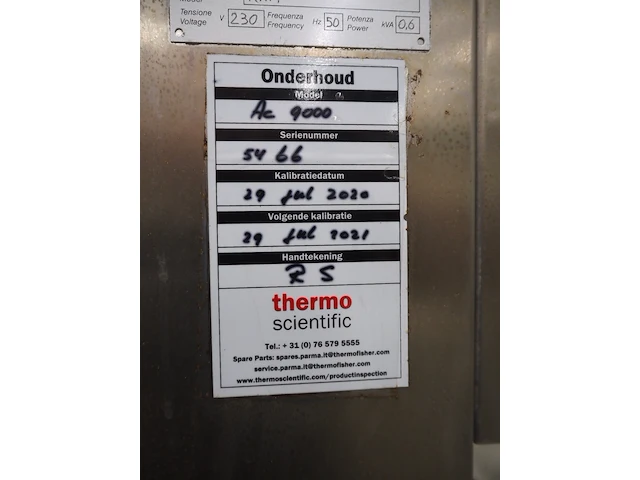 Tensione
Voltage V 230 Frequenza
Frequency Hz 50 Potenza
Power kVA 0,6
Onderhoud
Model
AC 9000
Serienummer
5466
Kalibratiedatum
29 Jul 2020
Volgende kalibratie
29 Jul 2021
Handtekening
RS
thermo
scientific
Tel.: + 31 (0) 76 579 5555
Spare Parts: spares.parma.it@thermofisher.com
service.parma.it@thermofisher.com
www.thermoscientific.com/productinspection